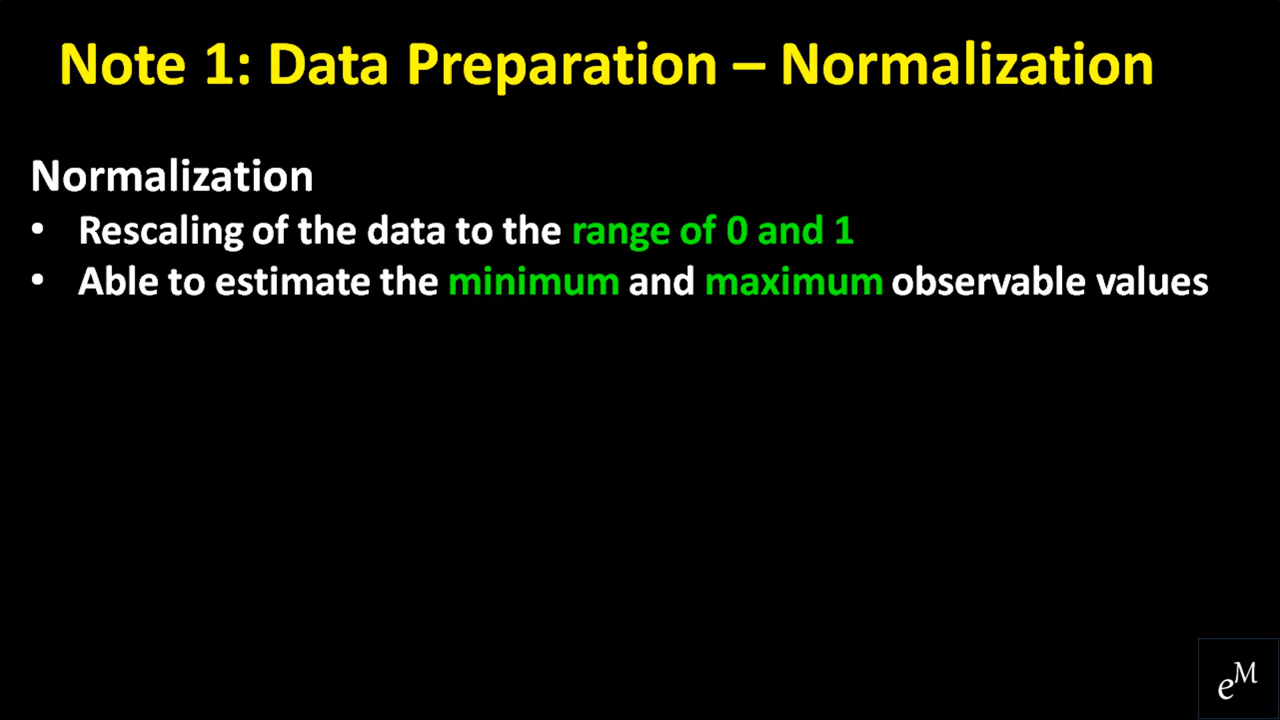 Note 1: Data Preparation – Normalization
Normalization
• Rescaling of the data to the range of 0 and 1
• Able to estimate the minimum and maximum observable values
eM